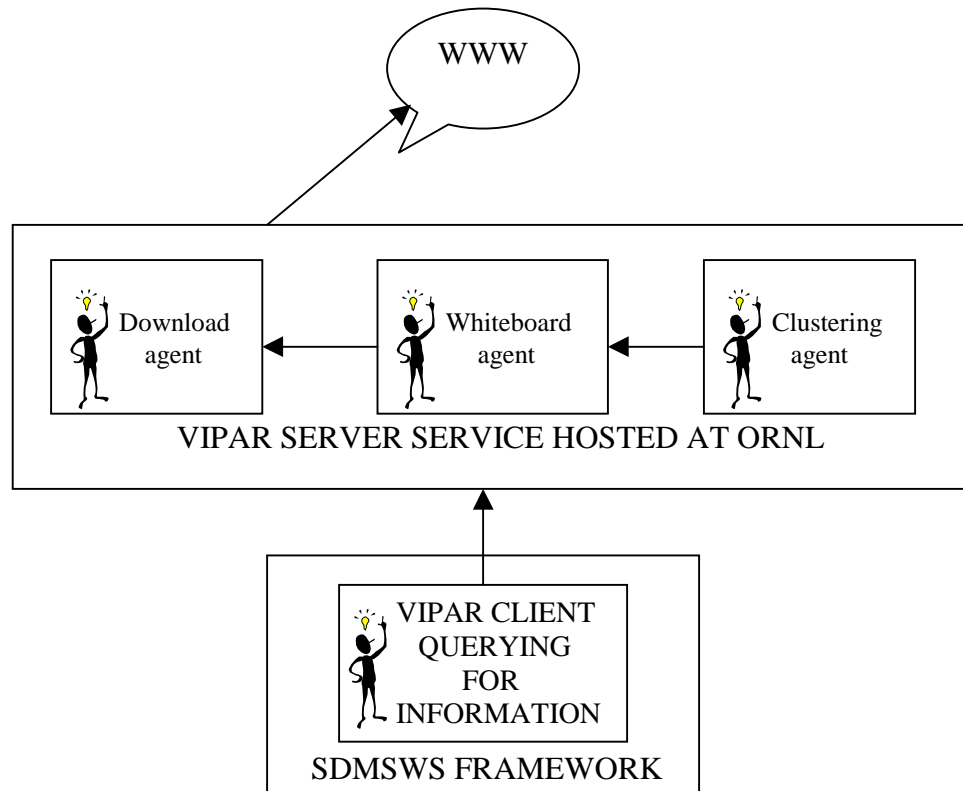 WWW
Download
agent
Whiteboard
agent
Clustering
agent
VIPAR SERVER SERVICE HOSTED AT ORNL
VIPAR CLIENT
QUERYING
FOR
INFORMATION
SDMSWS FRAMEWORK